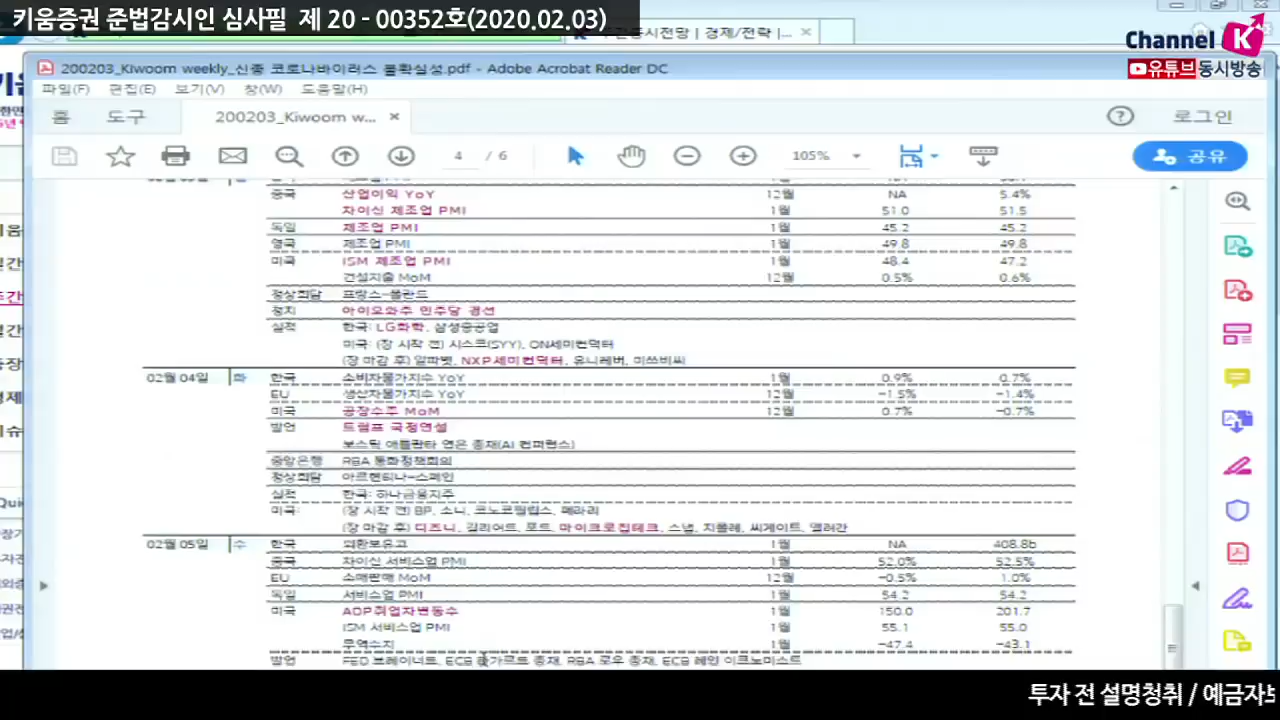 키움증권 준법감시인 심사필 제 20 - 00352호(2020.02.03)
Channel K
유튜브 동시방송
200203_Kiwoom weekly_신종 코로나바이러스 불확실성.pdf - Adobe Acrobat Reader DC
파일(F) 편집(E) 보기(V) 창(W) 도움말(H)
홈 도구 200203_Kiwoom w... × 로그인
4 / 6 105% 공유
중국 산업이익 YoY 12월 NA 5.4%
차이신 제조업 PMI 1월 51.0 51.5
독일 제조업 PMI 1월 45.2 45.2
영국 제조업 PMI 1월 49.8 49.8
미국 ISM 제조업 PMI 1월 48.4 47.2
건설지출 MoM 12월 0.5% 0.6%
정상회담 프랑스-폴란드
정치 아이오와주 민주당 경선
실적 한국: LG화학, 삼성중공업
미국: (장 시작 전) 시스코(SYY), ON세미컨덕터
(장 마감 후) 알파벳, NXP세미컨덕터, 유니레버, 미쓰비씨
02월 04일 화 한국 소비자물가지수 YoY 1월 0.9% 0.7%
EU 생산자물가지수 YoY 12월 -1.5% -1.4%
미국 공장수주 MoM 12월 0.7% -0.7%
발언 트럼프 국정연설
보스틱 애틀란타 연은 총재(AI 컨퍼런스)
중앙은행 RBA 통화정책회의
정상회담 아르헨티나-스페인
실적 한국: 하나금융지주
미국: (장 시작 전) BP, 소니, 코노코필립스, 페라리
(장 마감 후) 디즈니, 길리어드, 포드, 마이크로칩테크, 스냅, 치폴레, 씨게이트, 앨러간
02월 05일 수 한국 외환보유고 1월 NA 408.8b
중국 차이신 서비스업 PMI 1월 52.0% 52.5%
EU 소매판매 MoM 12월 -0.5% 1.0%
독일 서비스업 PMI 1월 54.2 54.2
미국 ADP취업자변동수 1월 150.0 201.7
ISM 서비스업 PMI 1월 55.1 55.0
무역수지 1월 -47.4 -43.1
발언 FED 브레이너드, ECB 라가르드 총재, RBA 로우 총재, ECB 레인 이코노미스트
투자 전 설명청취 / 예금자보